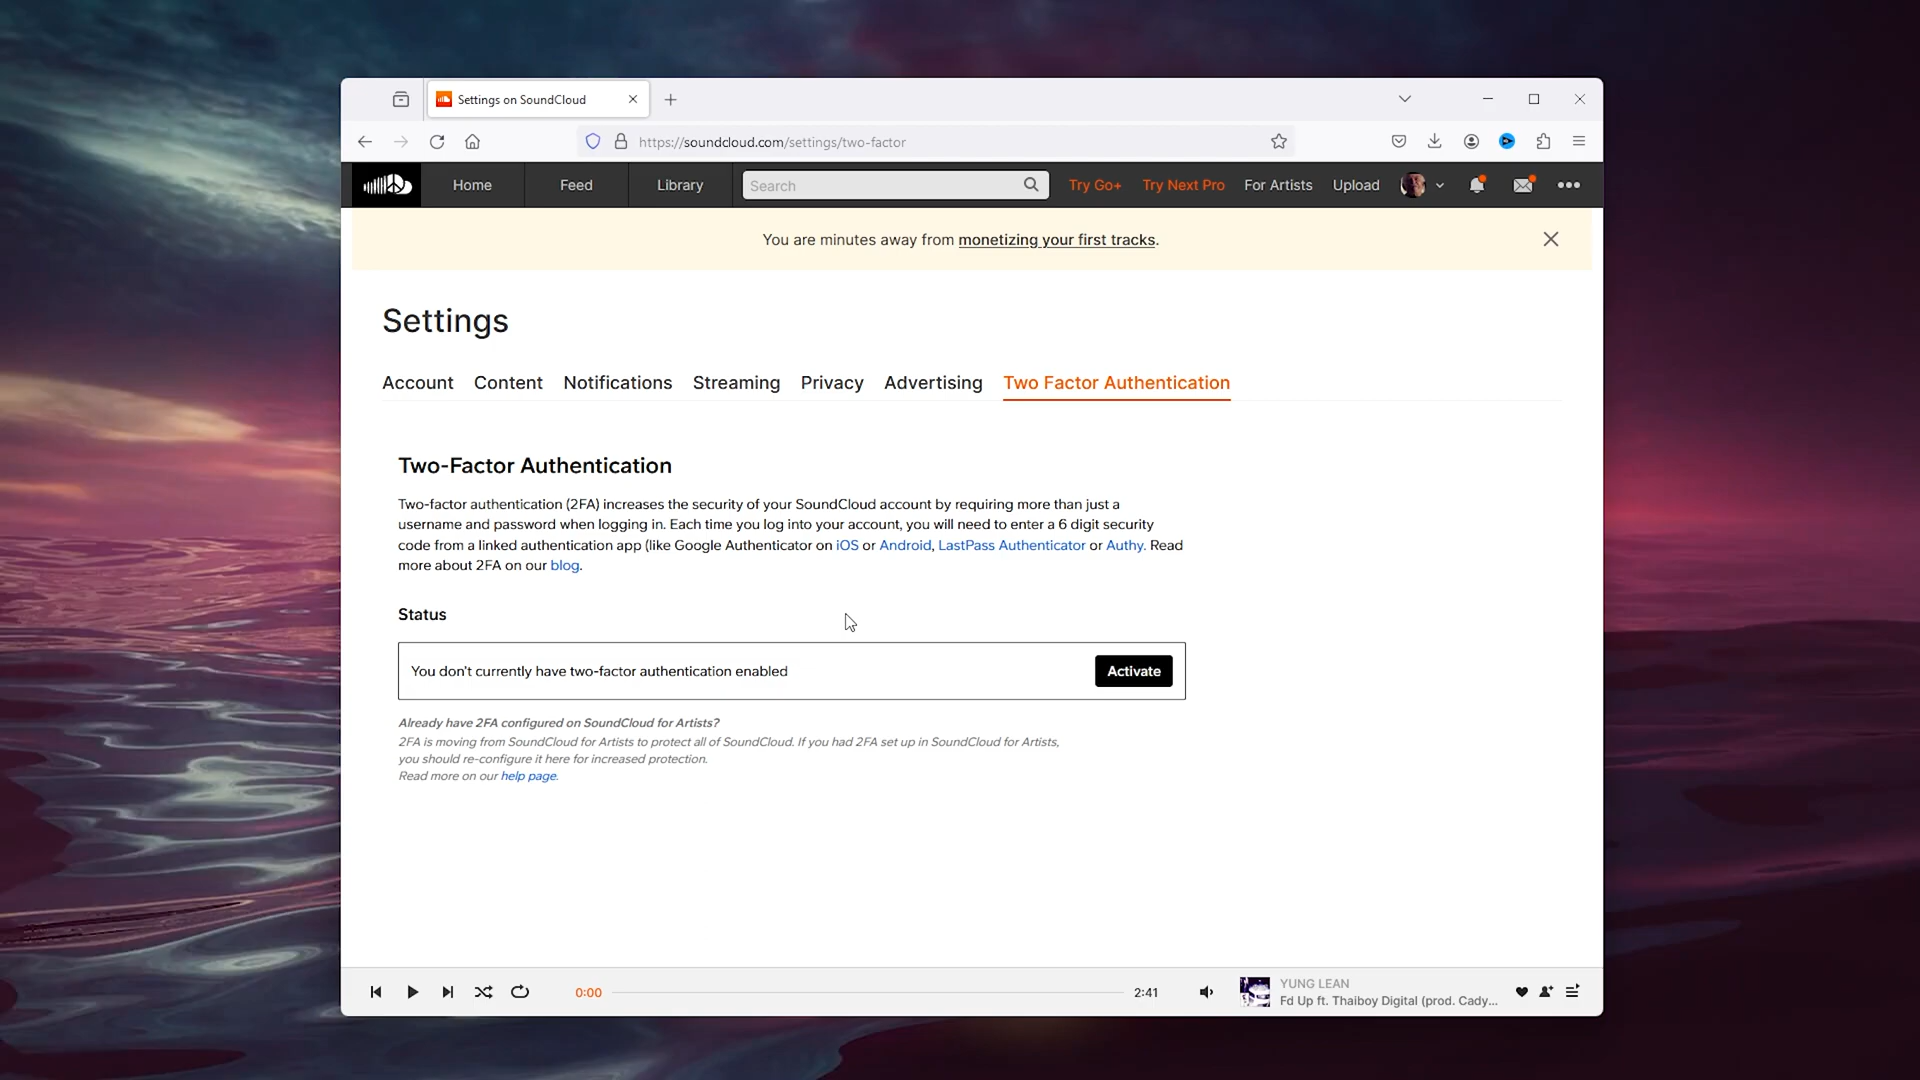 Settings on SoundCloud
https://soundcloud.com/settings/two-factor
Home Feed Library Search Try Go+ Try Next Pro For Artists Upload
You are minutes away from monetizing your first tracks.
Settings
Account Content Notifications Streaming Privacy Advertising Two Factor Authentication
Two-Factor Authentication
Two-factor authentication (2FA) increases the security of your SoundCloud account by requiring more than just a
username and password when logging in. Each time you log into your account, you will need to enter a 6 digit security
code from a linked authentication app (like Google Authenticator on iOS or Android, LastPass Authenticator or Authy. Read
more about 2FA on our blog.
Status
You don't currently have two-factor authentication enabled Activate
Already have 2FA configured on SoundCloud for Artists?
2FA is moving from SoundCloud for Artists to protect all of SoundCloud. If you had 2FA set up in SoundCloud for Artists,
you should re-configure it here for increased protection.
Read more on our help page.
0:00 2:41
YUNG LEAN
Fd Up ft. Thaiboy Digital (prod. Cady...